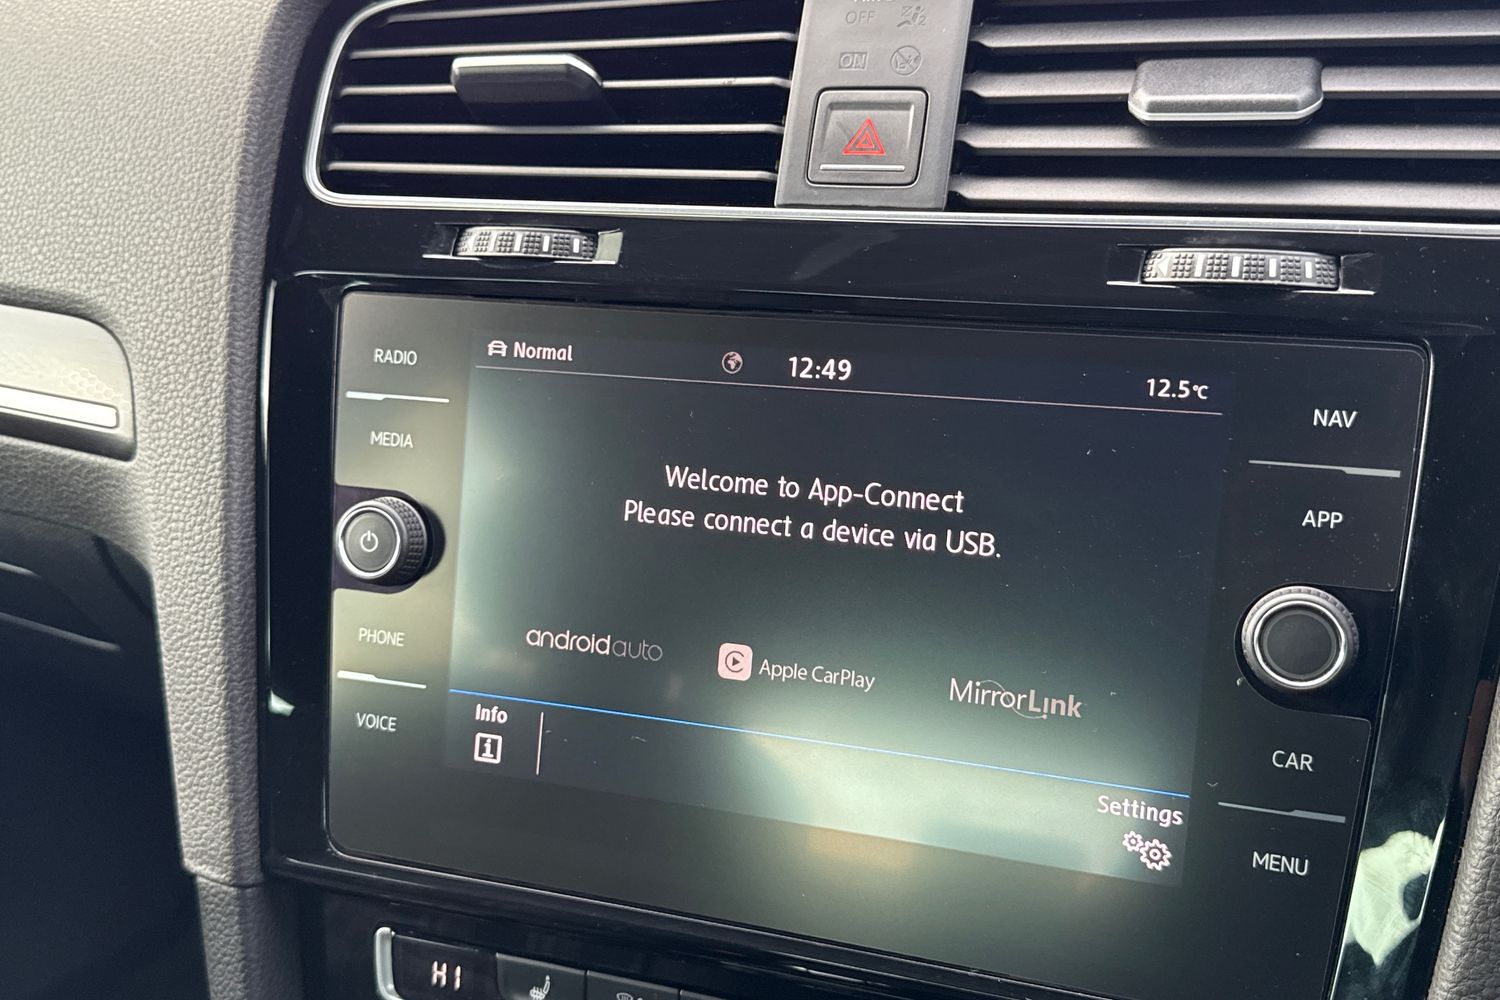 OFF
ON
RADIO
MEDIA
PHONE
VOICE
Normal
12:49
12.5°C
Welcome to App-Connect
Please connect a device via USB.
androidauto
Apple CarPlay
MirrorLink
Info
Settings
NAV
APP
CAR
MENU
HI